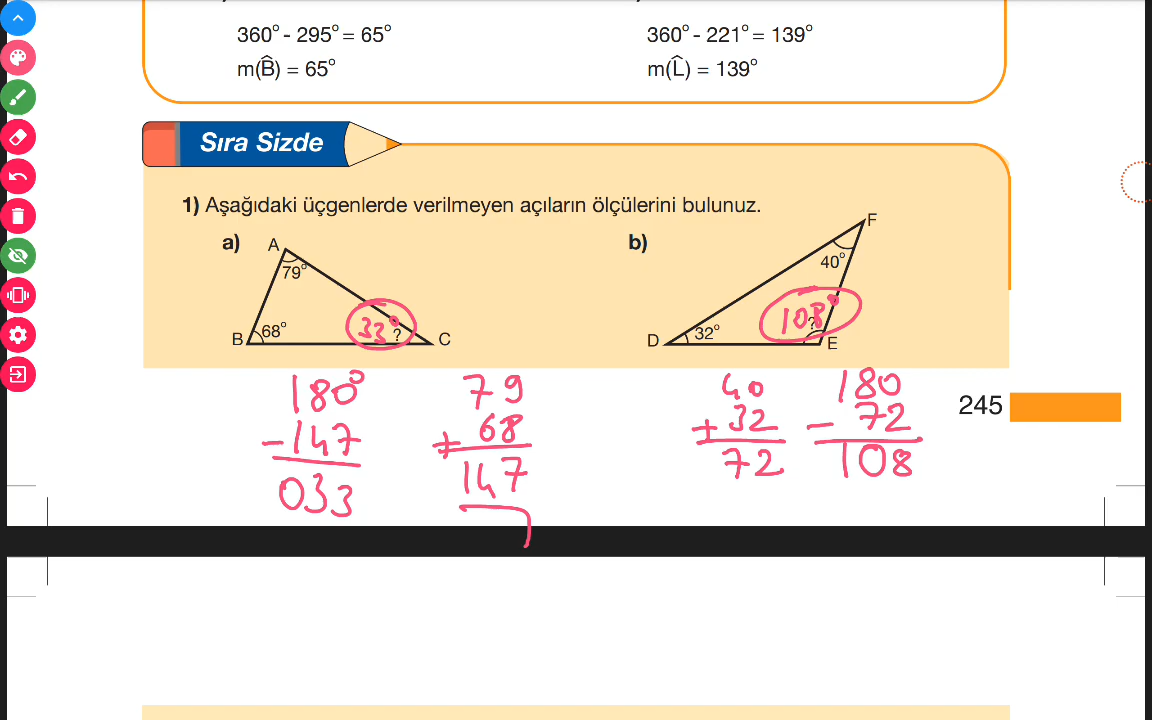 360° - 295° = 65°
360° - 221° = 139°
m(B̂) = 65°
m(L̂) = 139°
Sıra Sizde
1) Aşağıdaki üçgenlerde verilmeyen açıların ölçülerini bulunuz.
a)
A
79°
B
68°
33°
?
C
b)
F
40°
108°
?
D
32°
E
180°
-147
033
79
+ 68
147
40
+ 32
72
180
- 72
108
245